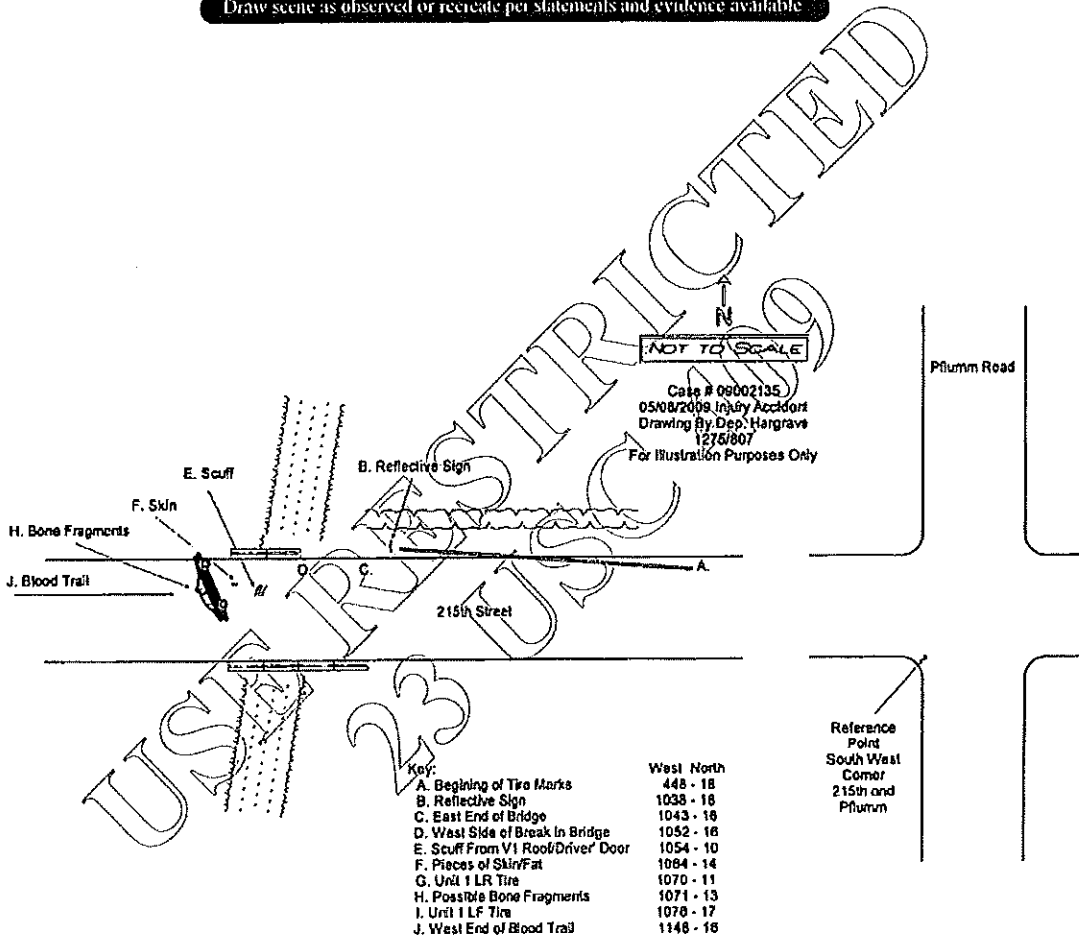 Draw scene as observed or recreate per statements and evidence available
USE RESTRICTED
23 USC 409
N
NOT TO SCALE
Case # 09002135
05/08/2009 Injury Accident
Drawing By Dep. Hargrave
1275/807
For Illustration Purposes Only
Pflumm Road
E. Scuff
B. Reflective Sign
F. Skin
H. Bone Fragments
J. Blood Trail
D
C.
A.
215th Street
Reference
Point
South West
Corner
215th and
Pflumm
Key: West North
A. Begining of Tire Marks 448 - 18
B. Reflective Sign 1038 - 18
C. East End of Bridge 1043 - 16
D. West Side of Break In Bridge 1052 - 16
E. Scuff From V1 Roof/Driver' Door 1054 - 10
F. Pieces of Skin/Fat 1064 - 14
G. Unit 1 LR Tire 1070 - 11
H. Possible Bone Fragments 1071 - 13
I. Unit 1 LF Tire 1076 - 17
J. West End of Blood Trail 1146 - 16